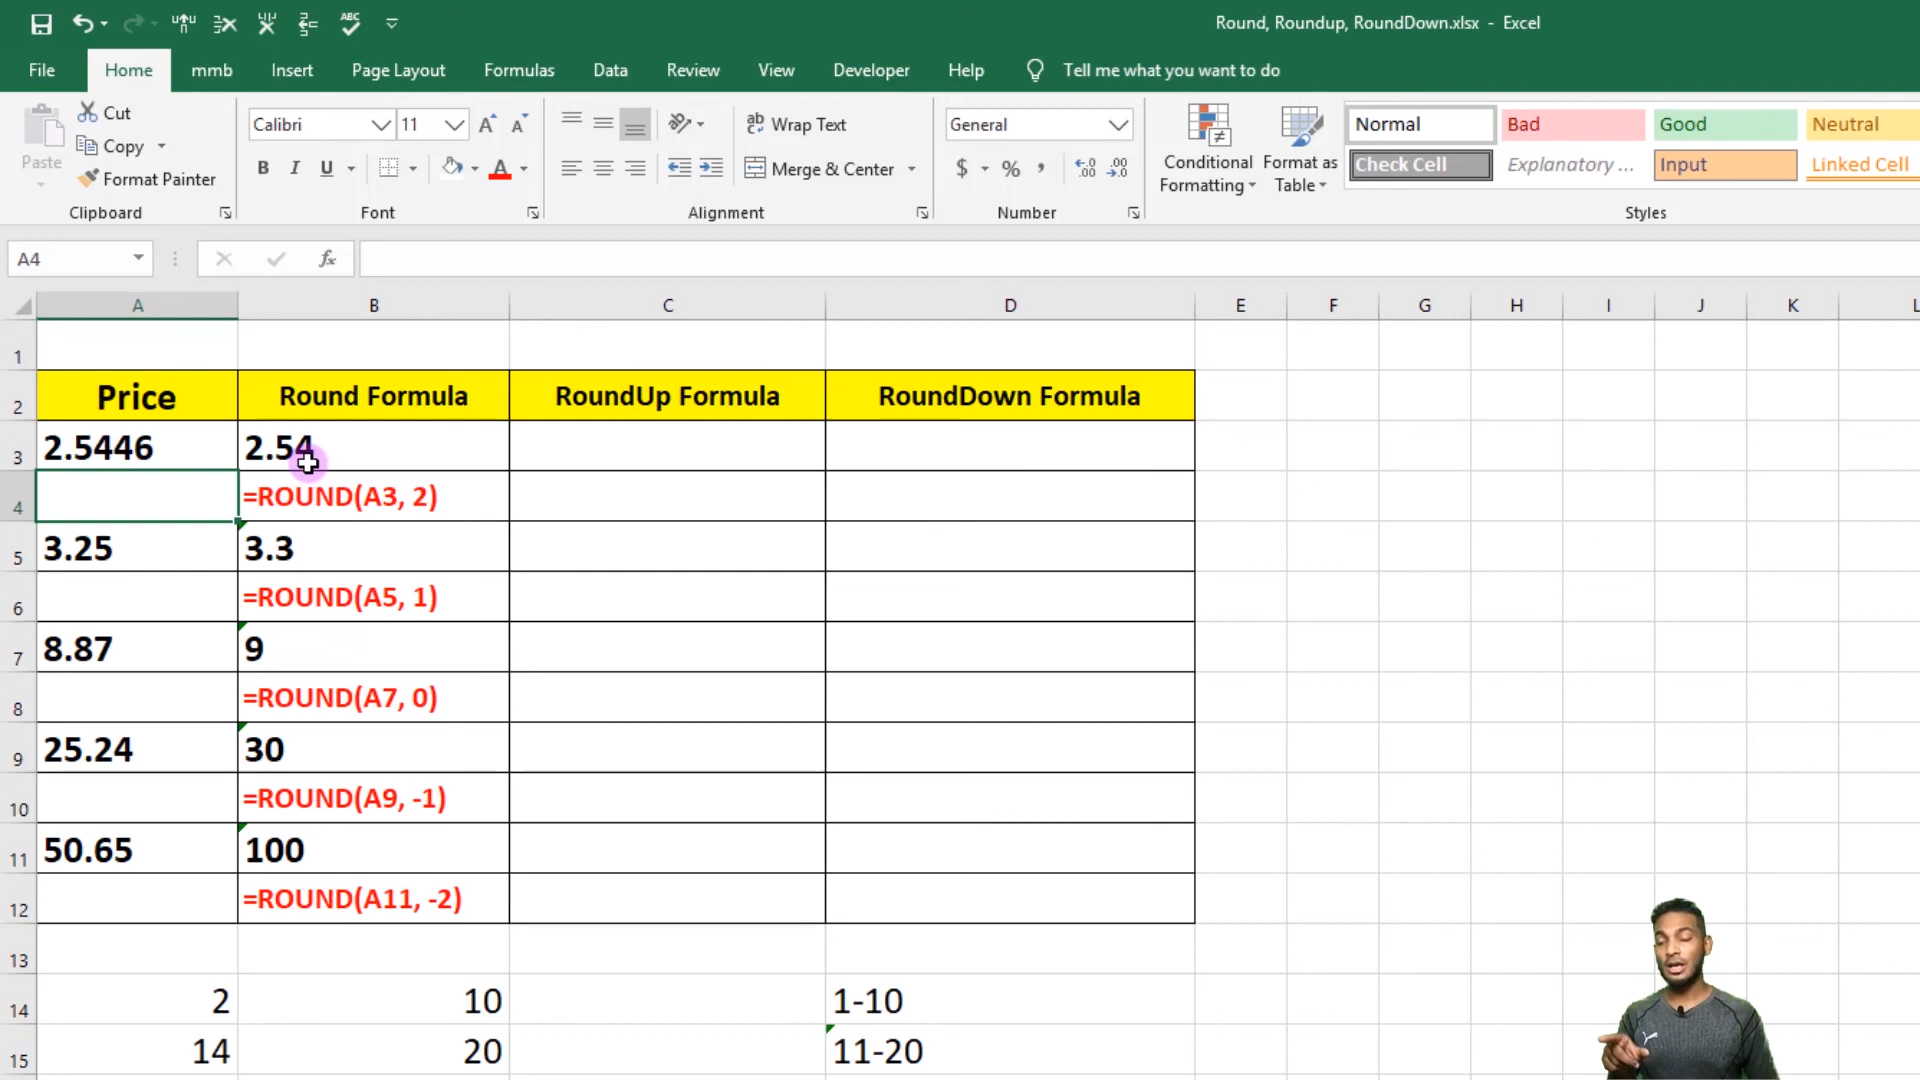 ABC
Round, Roundup, RoundDown.xlsx - Excel
File Home mmb Insert Page Layout Formulas Data Review View Developer Help Tell me what you want to do
Paste
Cut
Copy
Format Painter
Clipboard
Calibri 11
B I U
Font
ab Wrap Text
Merge & Center
Alignment
General
$ % ,
Number
Conditional Formatting
Format as Table
Normal Bad Good Neutral
Check Cell Explanatory ... Input Linked Cell
Styles
A4
fx
A B C D E F G H I J K L
1
2 Price Round Formula RoundUp Formula RoundDown Formula
3 2.5446 2.54
4 =ROUND(A3, 2)
5 3.25 3.3
6 =ROUND(A5, 1)
7 8.87 9
8 =ROUND(A7, 0)
9 25.24 30
10 =ROUND(A9, -1)
11 50.65 100
12 =ROUND(A11, -2)
13
14 2 10 1-10
15 14 20 11-20